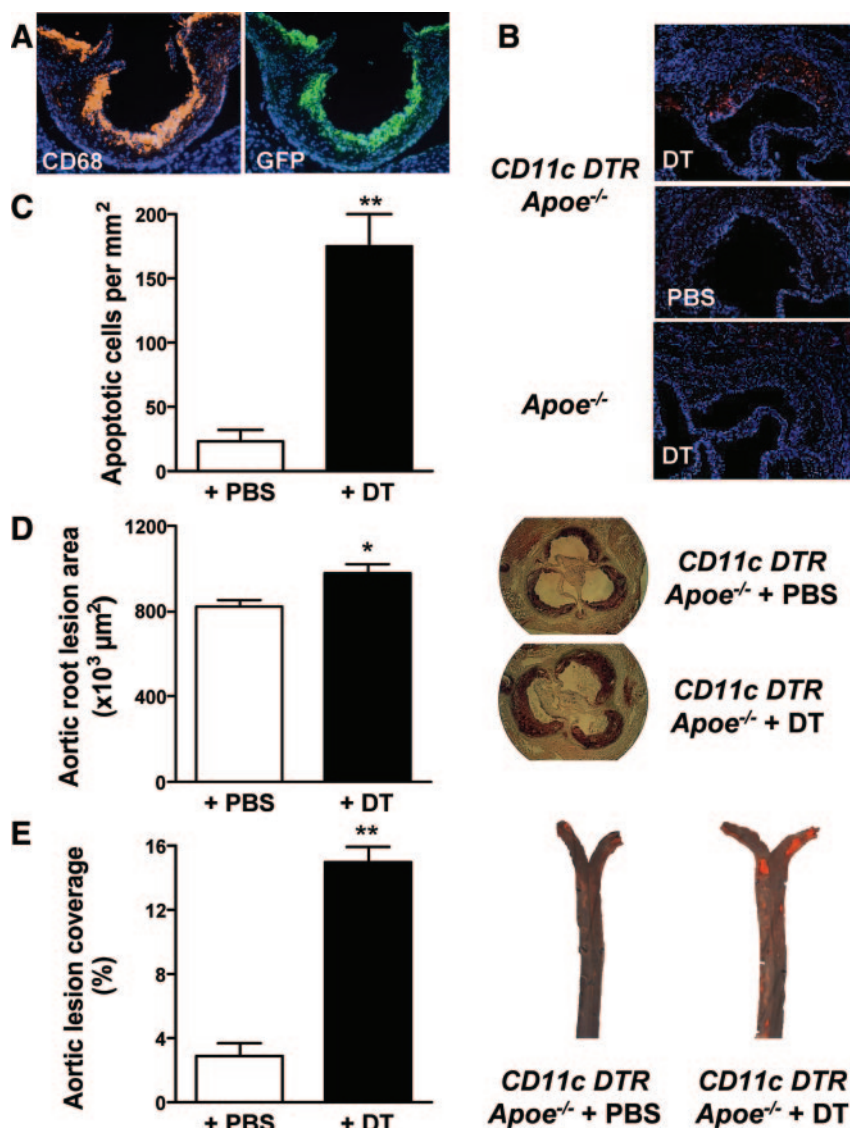 A
CD68
GFP
B
DT
CD11c DTR
Apoe-/-
PBS
Apoe-/-
DT
C
Apoptotic cells per mm²
200
150
100
50
0
**
+ PBS
+ DT
D
Aortic root lesion area
(x10³ µm²)
1200
800
400
0
*
+ PBS
+ DT
CD11c DTR
Apoe-/- + PBS
CD11c DTR
Apoe-/- + DT
E
Aortic lesion coverage
(%)
16
12
8
4
0
**
+ PBS
+ DT
CD11c DTR
Apoe-/- + PBS
CD11c DTR
Apoe-/- + DT